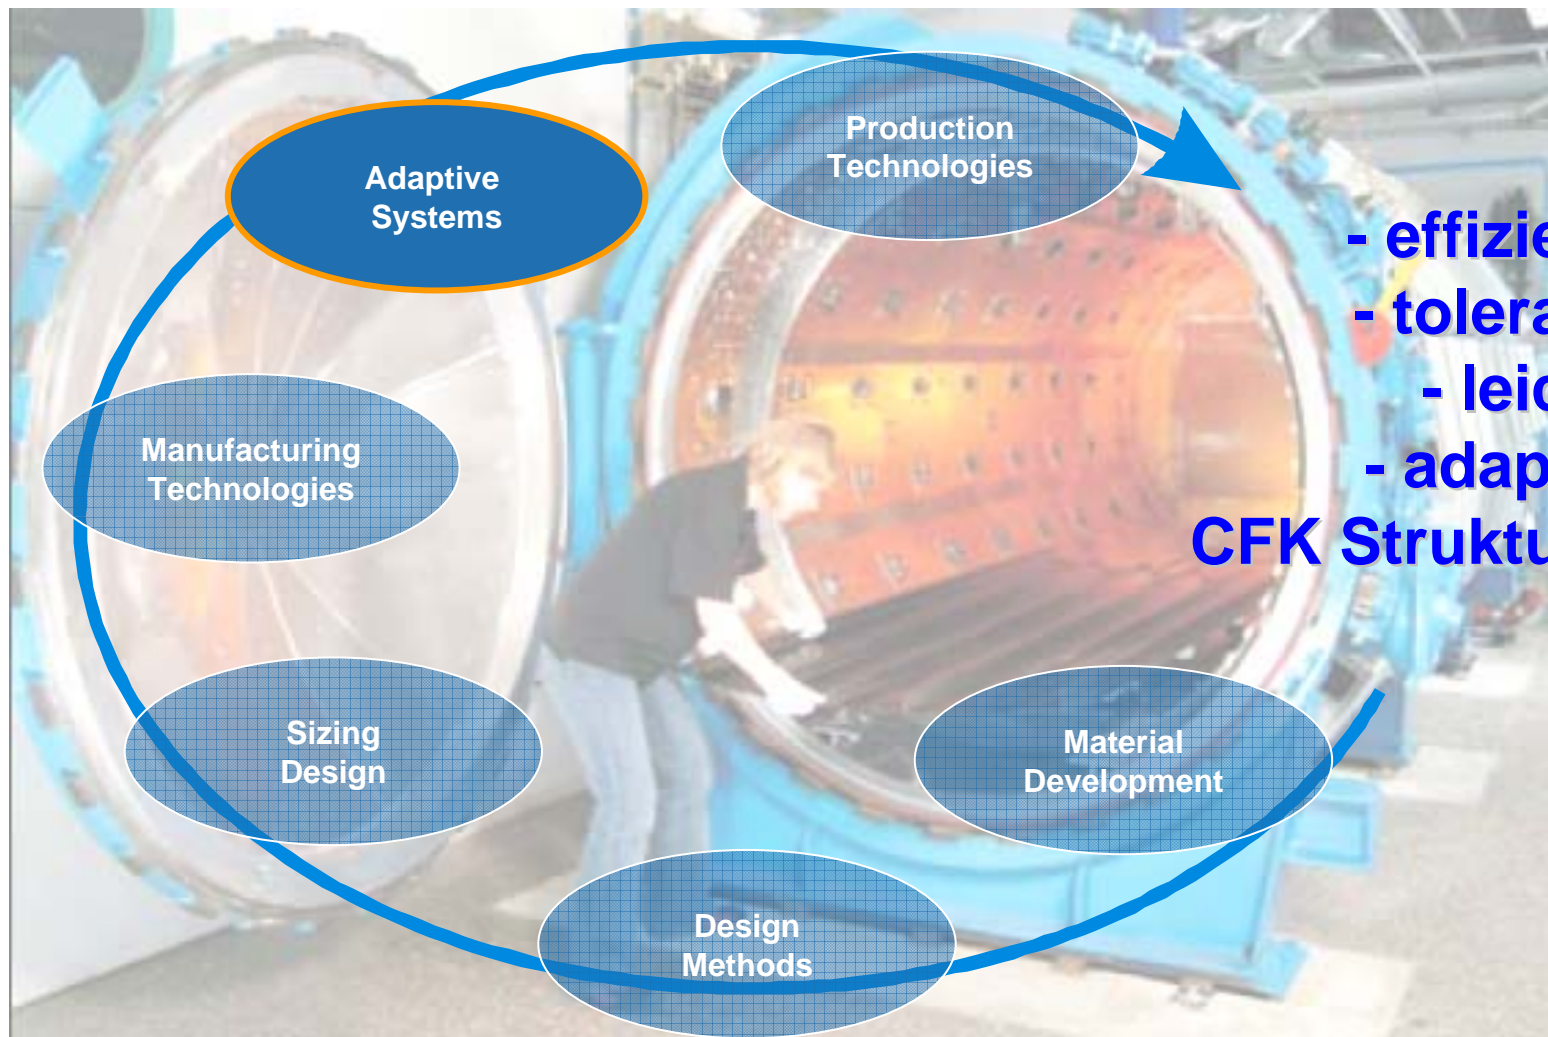 Production
Technologies
Adaptive
Systems
- effizie
- tolera
- leic
- adap
CFK Struktu
Manufacturing
Technologies
Sizing
Design
Material
Development
Design
Methods